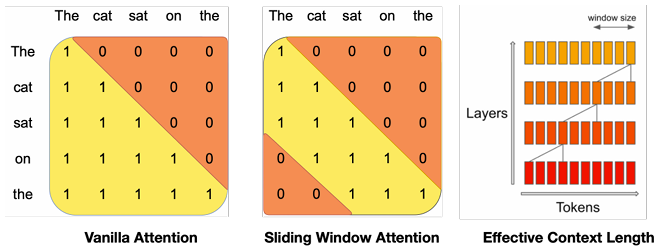 The cat sat on the
The 1 0 0 0 0
cat 1 1 0 0 0
sat 1 1 1 0 0
on 1 1 1 1 0
the 1 1 1 1 1
Vanilla Attention
The cat sat on the
1 0 0 0 0
1 1 0 0 0
1 1 1 0 0
0 1 1 1 0
0 0 1 1 1
Sliding Window Attention
window size
Layers
Tokens
Effective Context Length